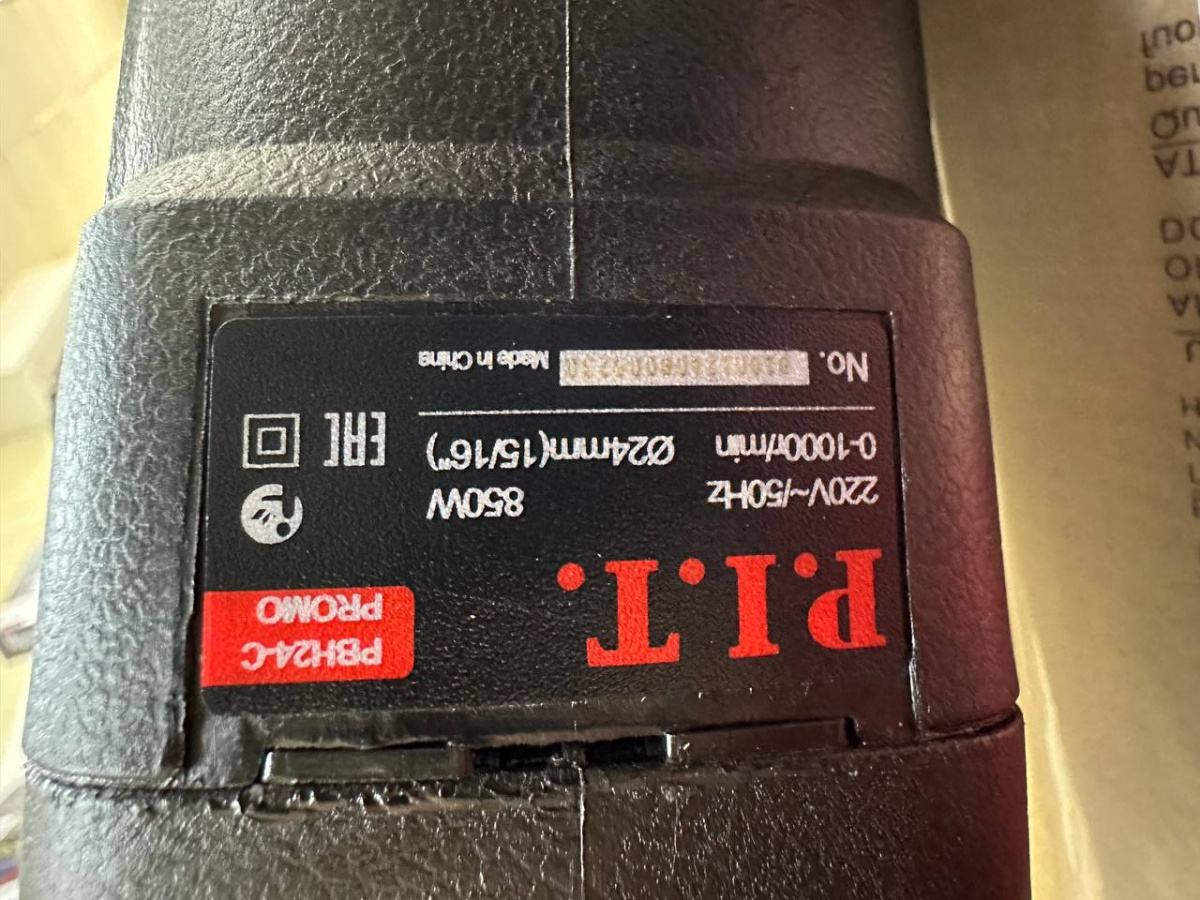 P.I.T.
PBH24-C
PROMO
220V~/50Hz 850W
0-1000r/min Ø24mm(15/16")
EAC
No. Made in China